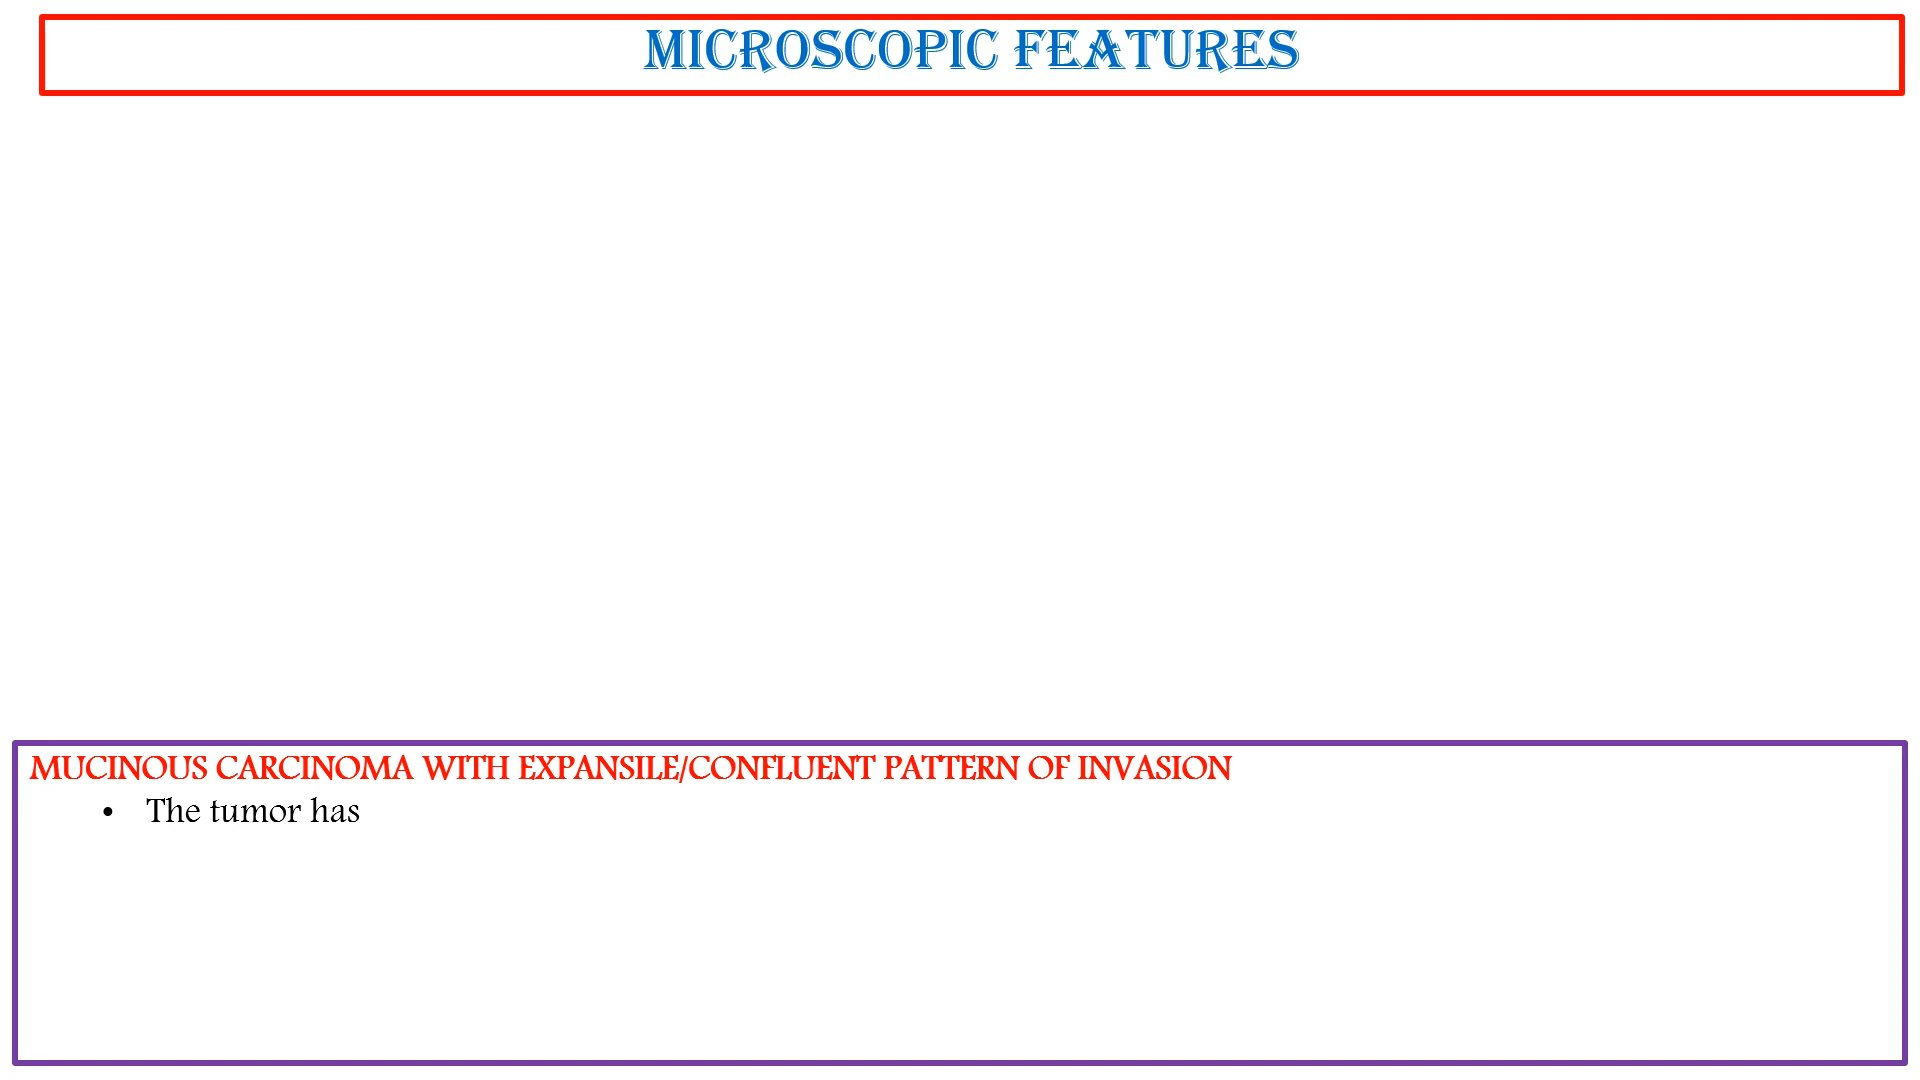 MICROSCOPIC FEATURES
MUCINOUS CARCINOMA WITH EXPANSILE/CONFLUENT PATTERN OF INVASION
• The tumor has